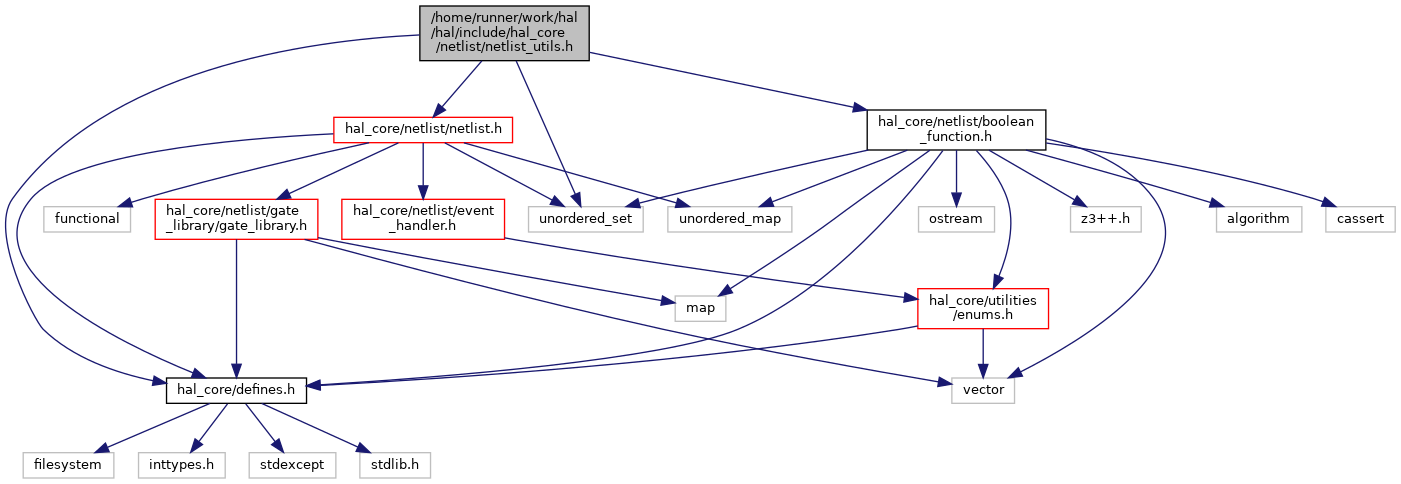 /home/runner/work/hal
/hal/include/hal_core
/netlist/netlist_utils.h
hal_core/netlist/netlist.h
hal_core/netlist/boolean
_function.h
functional
hal_core/netlist/gate
_library/gate_library.h
hal_core/netlist/event
_handler.h
unordered_set
unordered_map
ostream
z3++.h
algorithm
cassert
map
hal_core/utilities
/enums.h
hal_core/defines.h
vector
filesystem
inttypes.h
stdexcept
stdlib.h